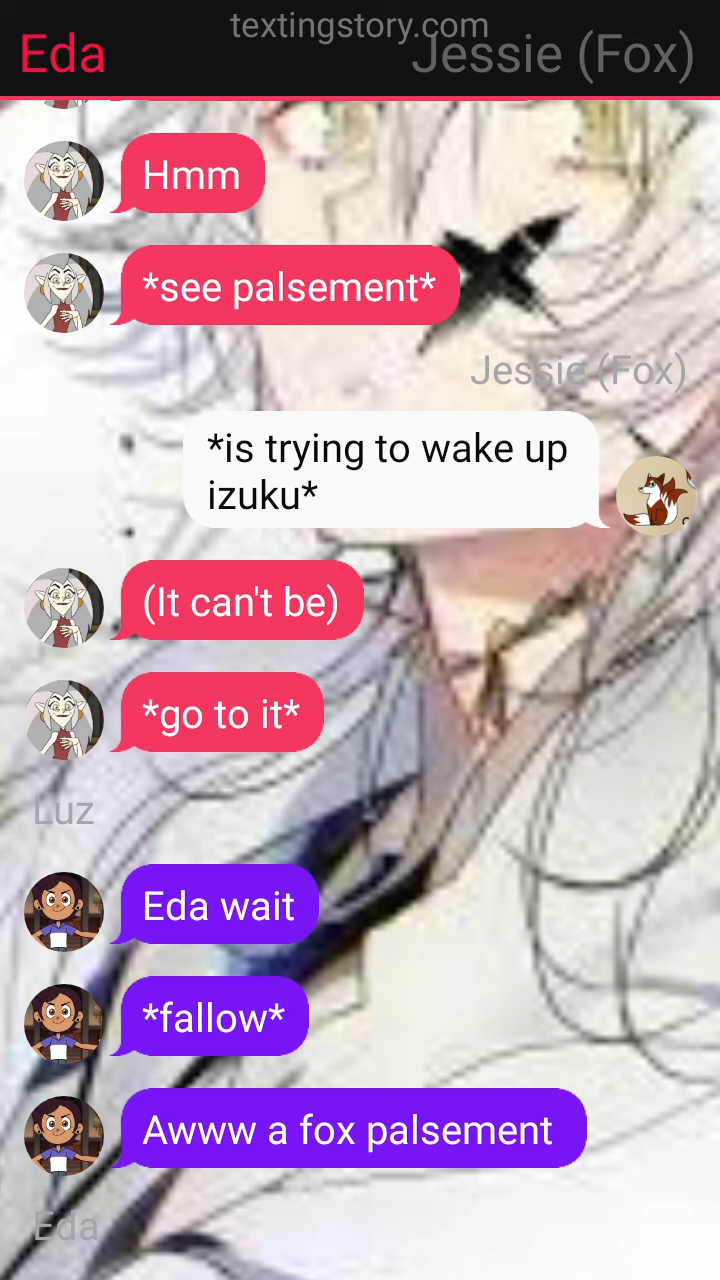 textingstory.com
Eda
Jessie (Fox)
Hmm
*see palsement*
Jessie (Fox)
*is trying to wake up
izuku*
(It can't be)
*go to it*
Luz
Eda wait
*fallow*
Awww a fox palsement
Eda